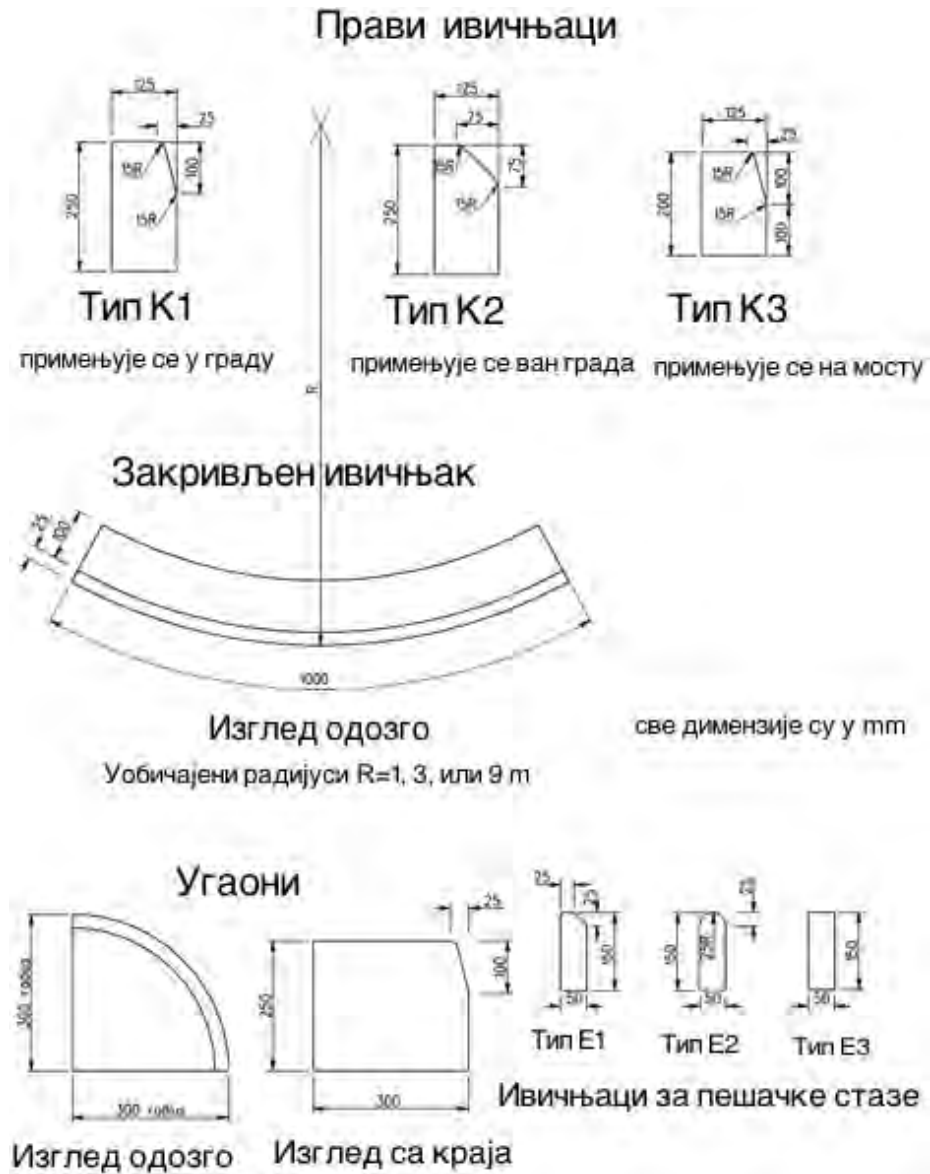 Прави ивичњаци
125
25
15R
100
15R
250
125
25
15R
75
15R
250
125
25
15R
100
15R
200
100
Тип К1
Тип К2
Тип К3
примењује се у граду
примењује се ван града
примењује се на мосту
R
Закривљен ивичњак
25
100
1000
Изглед одозго
све димензије су у mm
Уобичајени радијуси R=1, 3, или 9 m
Угаони
25
300
250
100
300
300
25
25
150
50
25
150
25R
50
150
50
Тип Е1
Тип Е2
Тип Е3
Ивичњаци за пешачке стазе
Изглед одозго
Изглед са краја